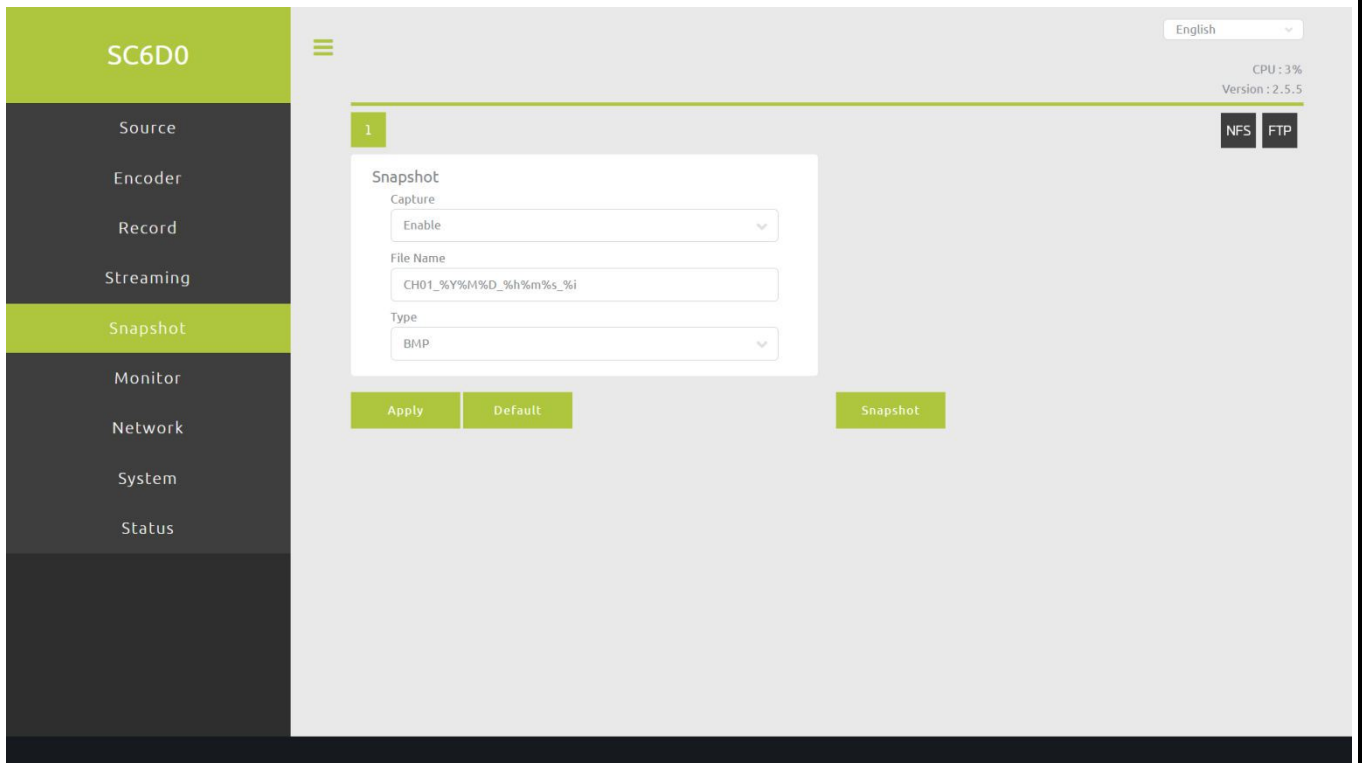 SC6D0
Source
Encoder
Record
Streaming
Snapshot
Monitor
Network
System
Status
English
CPU : 3%
Version : 2.5.5
1
NFS FTP
Snapshot
Capture
Enable
File Name
CH01_%Y%M%D_%h%m%s_%i
Type
BMP
Apply Default Snapshot